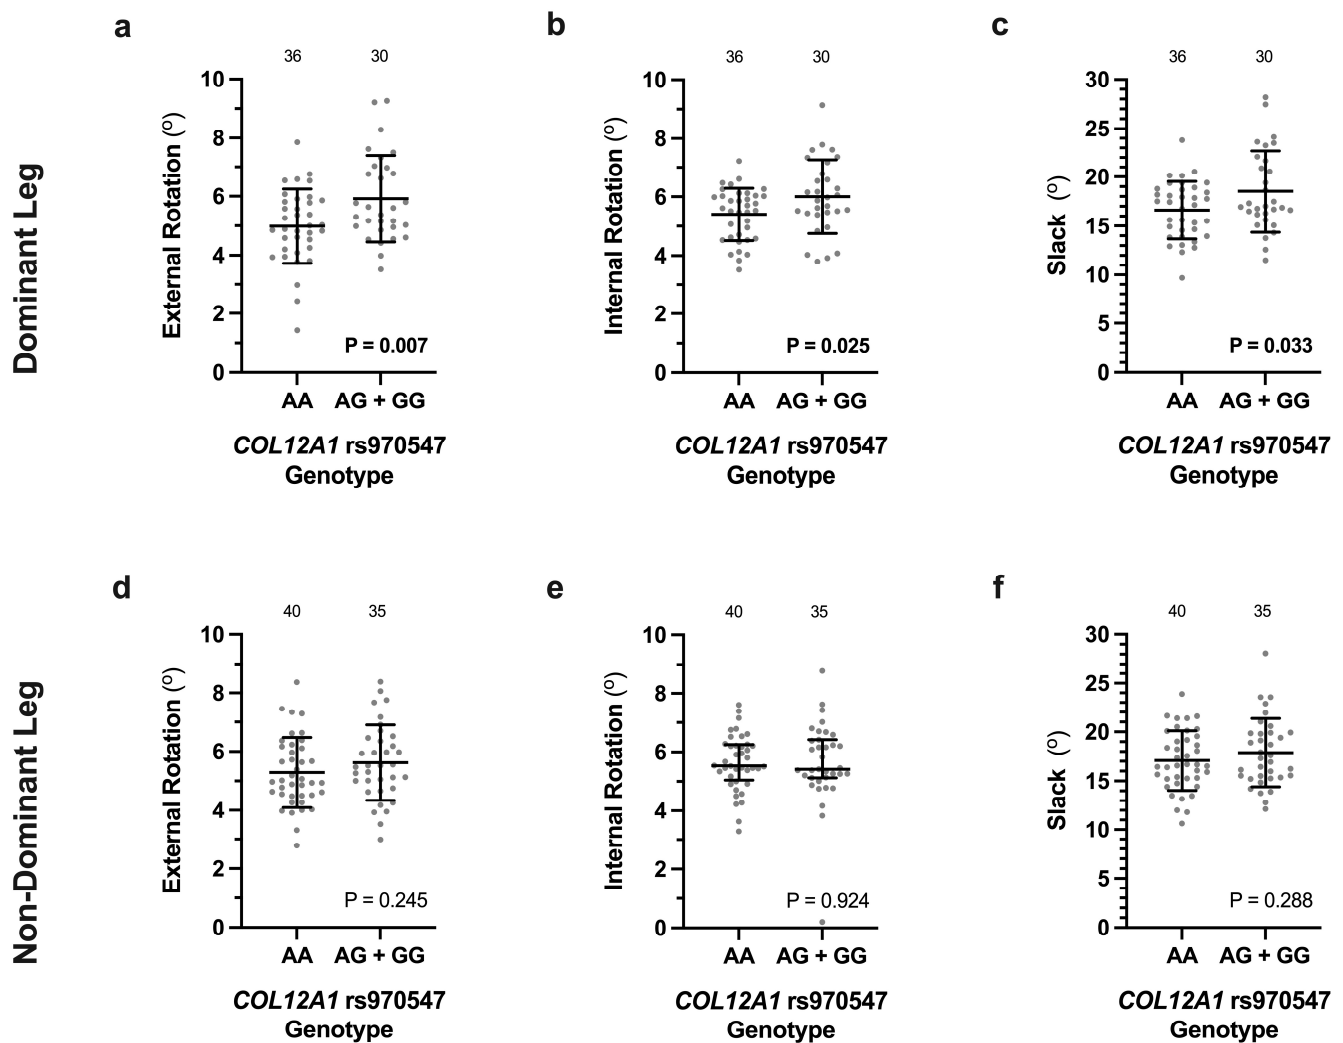 Dominant Leg
a
36 30
External Rotation (º)
10
8
6
4
2
0
P = 0.007
AA AG + GG
COL12A1 rs970547
Genotype
b
36 30
Internal Rotation (º)
10
8
6
4
2
0
P = 0.025
AA AG + GG
COL12A1 rs970547
Genotype
c
36 30
Slack (º)
30
25
20
15
10
5
0
P = 0.033
AA AG + GG
COL12A1 rs970547
Genotype
Non-Dominant Leg
d
40 35
External Rotation (º)
10
8
6
4
2
0
P = 0.245
AA AG + GG
COL12A1 rs970547
Genotype
e
40 35
Internal Rotation (º)
10
8
6
4
2
0
P = 0.924
AA AG + GG
COL12A1 rs970547
Genotype
f
40 35
Slack (º)
30
25
20
15
10
5
0
P = 0.288
AA AG + GG
COL12A1 rs970547
Genotype